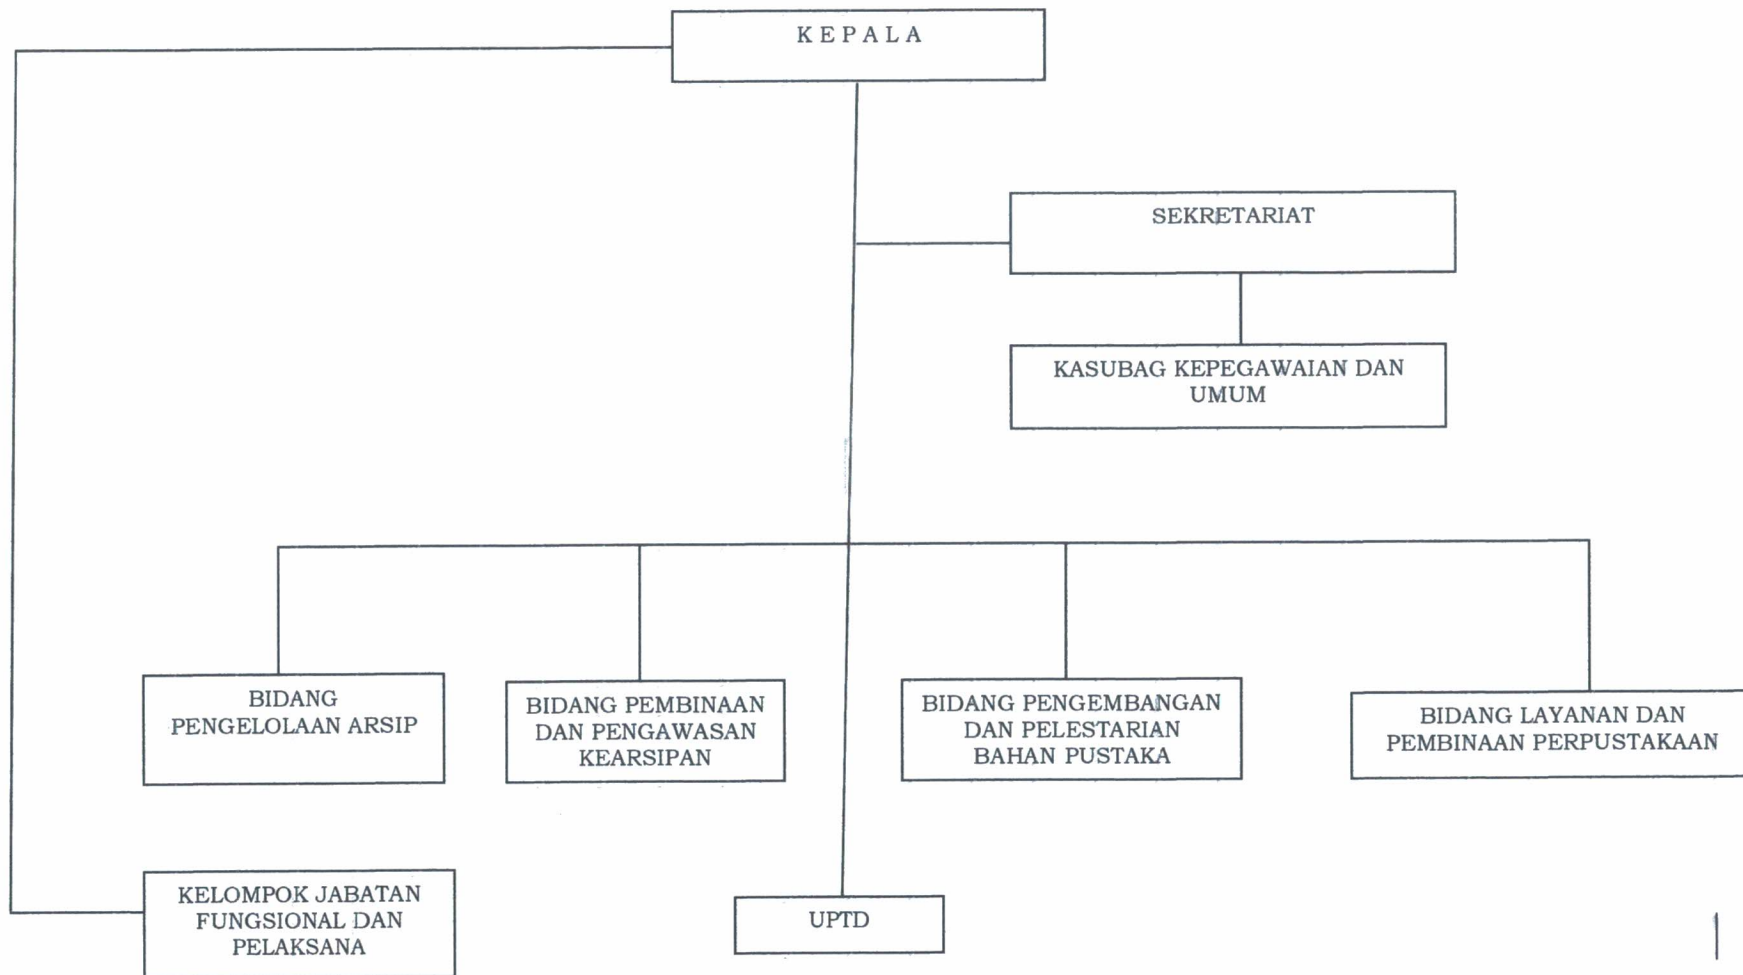 K E P A L A
SEKRETARIAT
KASUBAG KEPEGAWAIAN DAN
UMUM
BIDANG
PENGELOLAAN ARSIP
BIDANG PEMBINAAN
DAN PENGAWASAN
KEARSIPAN
BIDANG PENGEMBANGAN
DAN PELESTARIAN
BAHAN PUSTAKA
BIDANG LAYANAN DAN
PEMBINAAN PERPUSTAKAAN
KELOMPOK JABATAN
FUNGSIONAL DAN
PELAKSANA
UPTD